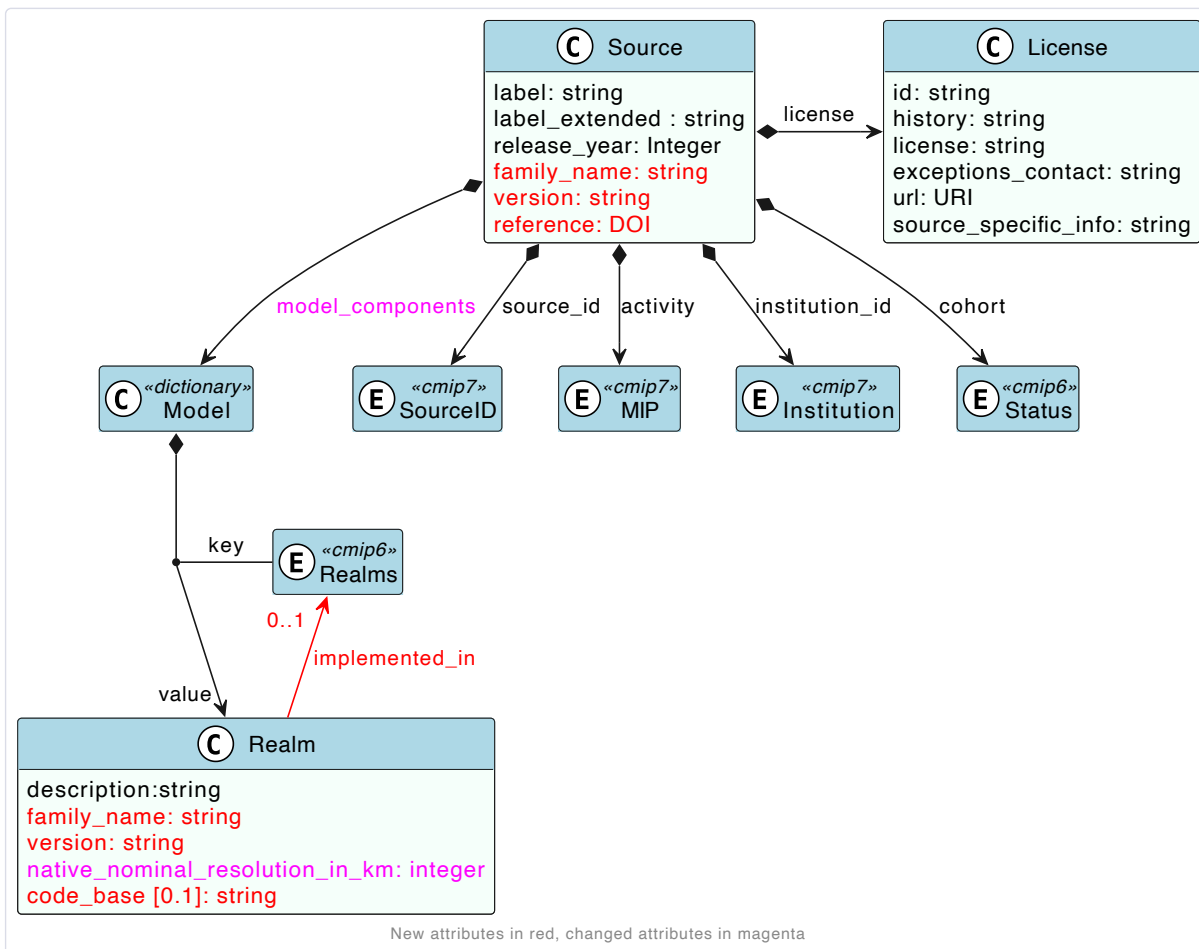 C Source
label: string
label_extended : string
release_year: Integer
family_name: string
version: string
reference: DOI
license
C License
id: string
history: string
license: string
exceptions_contact: string
url: URI
source_specific_info: string
model_components
source_id
activity
institution_id
cohort
C «dictionary»
Model
E «cmip7»
SourceID
E «cmip7»
MIP
E «cmip7»
Institution
E «cmip6»
Status
key
E «cmip6»
Realms
0..1
implemented_in
value
C Realm
description:string
family_name: string
version: string
native_nominal_resolution_in_km: integer
code_base [0.1]: string
New attributes in red, changed attributes in magenta